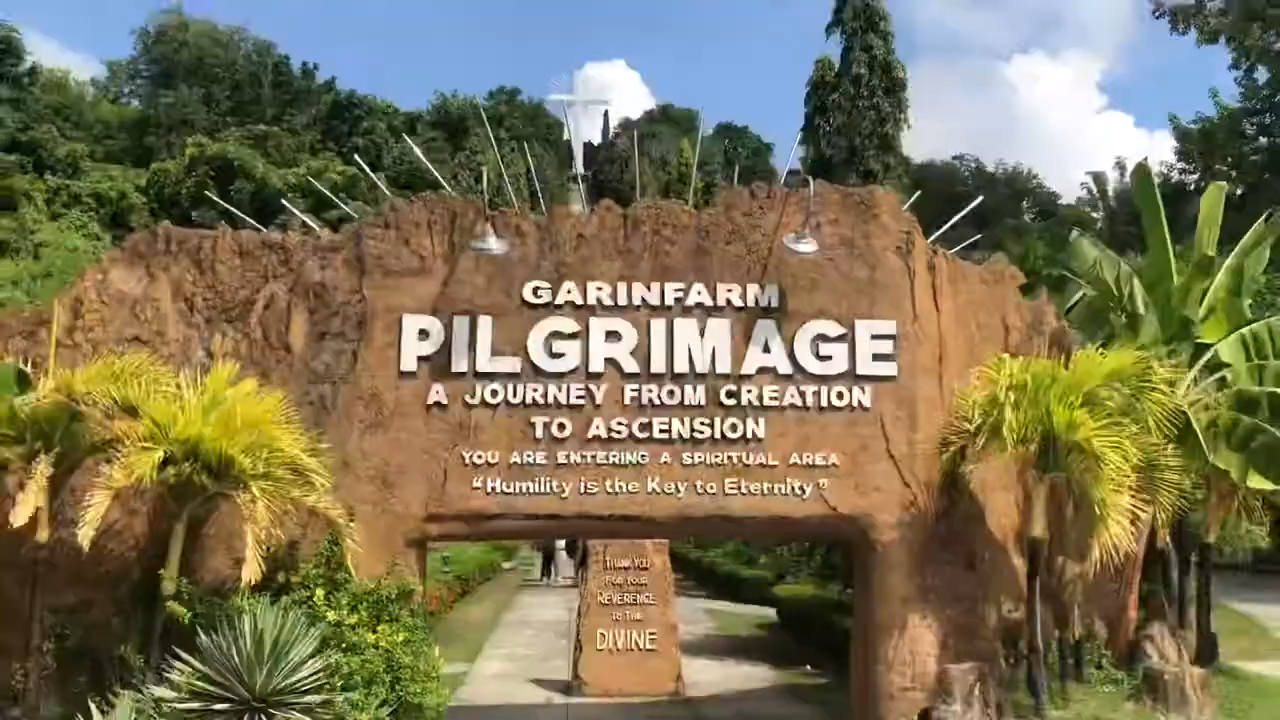 GARINFARM
PILGRIMAGE
A JOURNEY FROM CREATION
TO ASCENSION
YOU ARE ENTERING A SPIRITUAL AREA
"Humility is the Key to Eternity"
THANK YOU
FOR YOUR
REVERENCE
TO THE
DIVINE